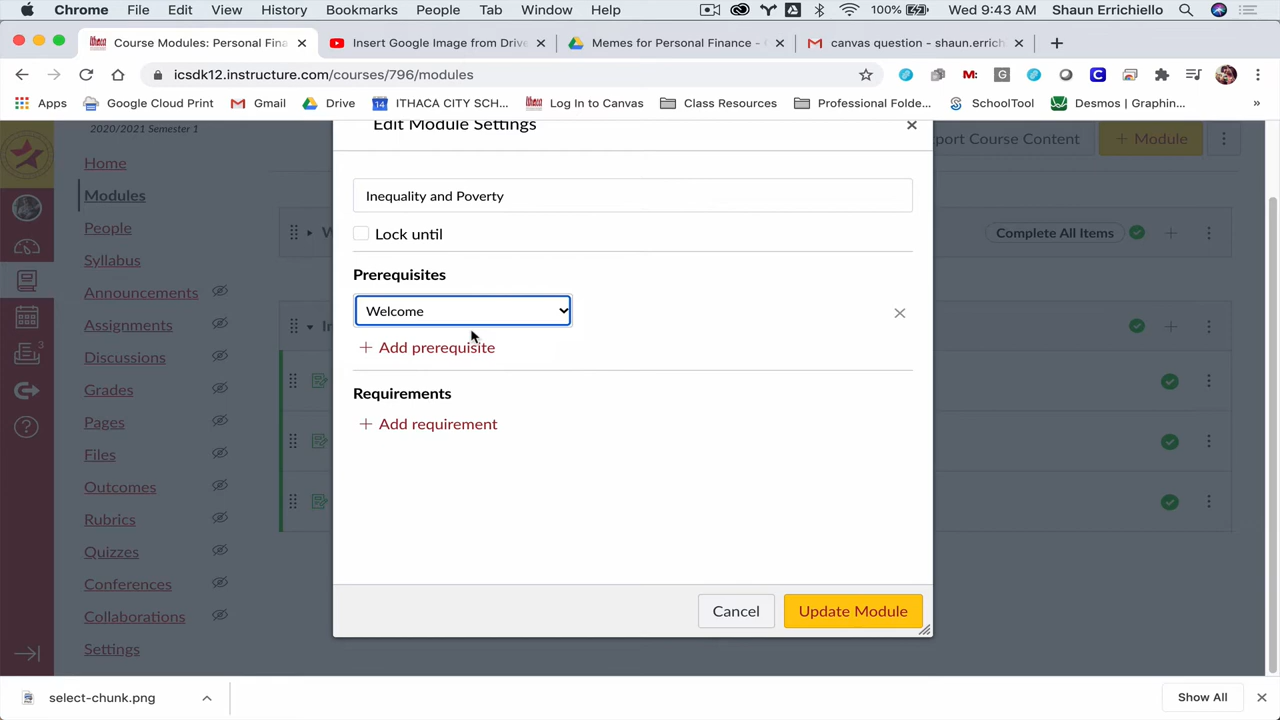 Chrome File Edit View History Bookmarks People Tab Window Help 100% Wed 9:43 AM Shaun Errichiello
Course Modules: Personal Fina
Insert Google Image from Drive
Memes for Personal Finance - G
canvas question - shaun.errich
icsdk12.instructure.com/courses/796/modules
Apps Google Cloud Print Gmail Drive ITHACA CITY SCH... Log In to Canvas Class Resources Professional Folde... SchoolTool Desmos | Graphin... »
2020/2021 Semester 1
Edit Module Settings
port Course Content
+ Module
Home
Modules
People
Syllabus
Announcements
Assignments
Discussions
Grades
Pages
Files
Outcomes
Rubrics
Quizzes
Conferences
Collaborations
Settings
3
Inequality and Poverty
Lock until
Complete All Items
Prerequisites
Welcome
+ Add prerequisite
Requirements
+ Add requirement
Cancel
Update Module
select-chunk.png
Show All